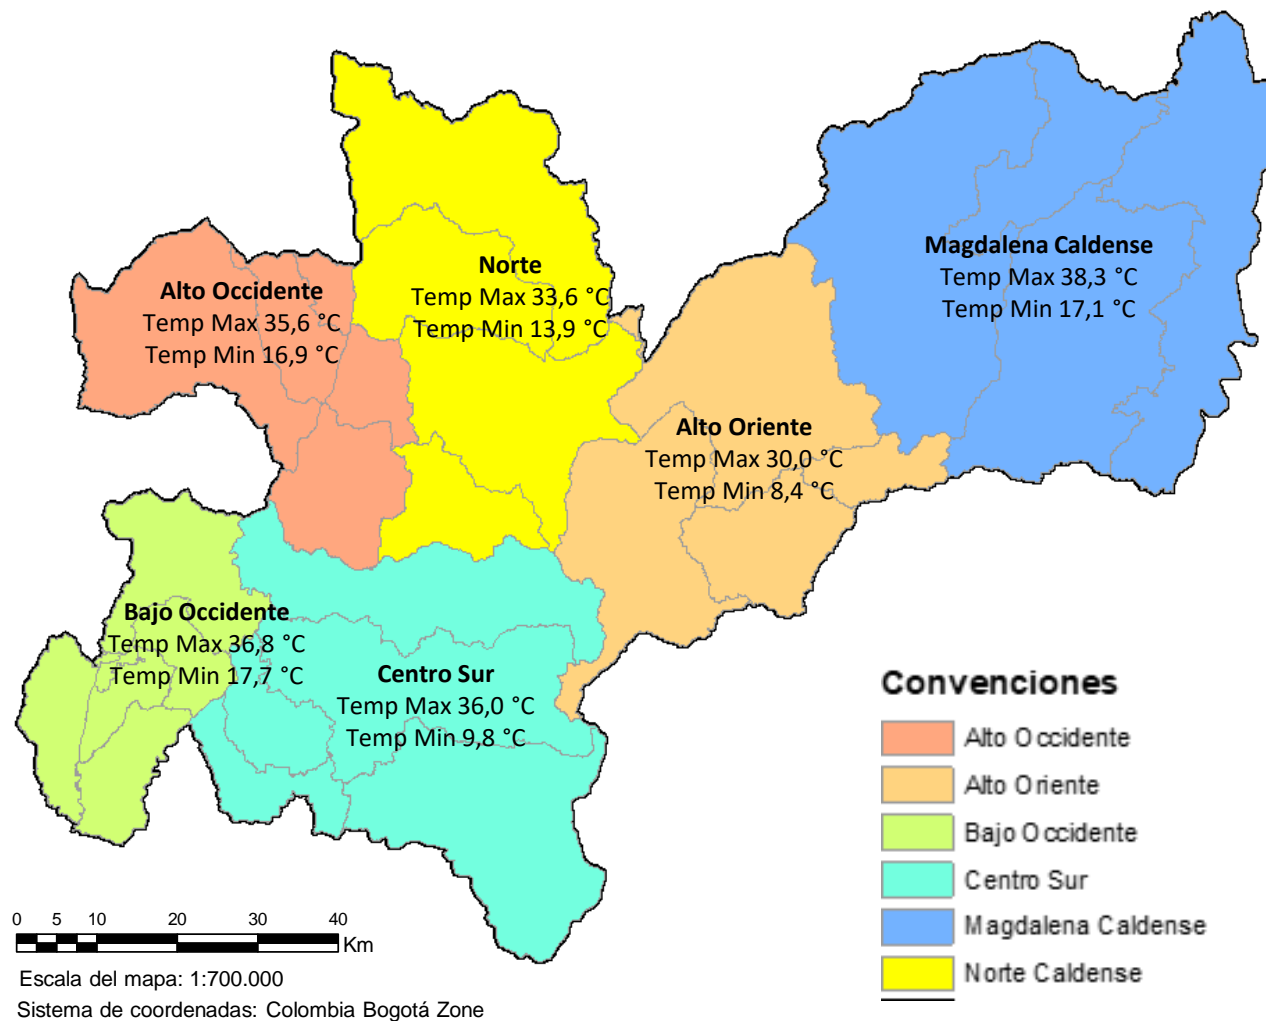 Magdalena Caldense
Temp Max 38,3 °C
Temp Min 17,1 °C
Norte
Temp Max 33,6 °C
Temp Min 13,9 °C
Alto Occidente
Temp Max 35,6 °C
Temp Min 16,9 °C
Alto Oriente
Temp Max 30,0 °C
Temp Min 8,4 °C
Bajo Occidente
Temp Max 36,8 °C
Temp Min 17,7 °C
Centro Sur
Temp Max 36,0 °C
Temp Min 9,8 °C
Convenciones
Alto Occidente
Alto Oriente
Bajo Occidente
Centro Sur
Magdalena Caldense
Norte Caldense
0 5 10 20 30 40
Km
Escala del mapa: 1:700.000
Sistema de coordenadas: Colombia Bogotá Zone